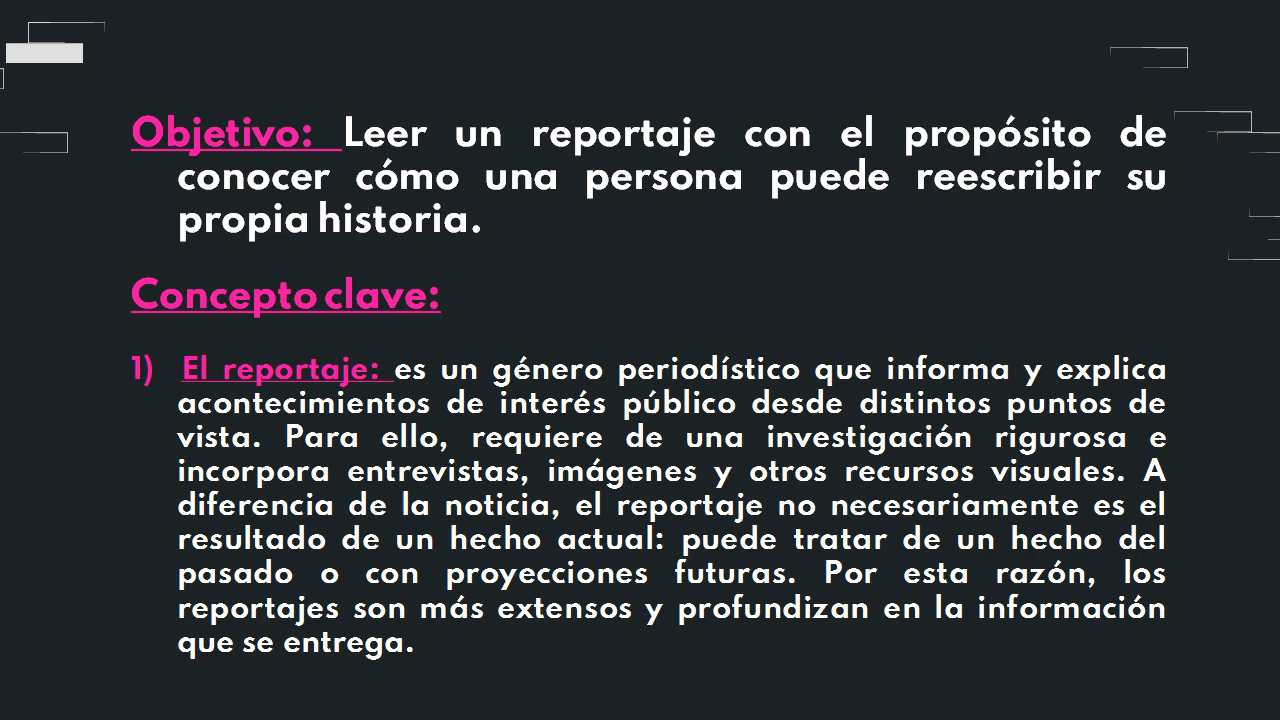 Objetivo: Leer un reportaje con el propósito de
conocer cómo una persona puede reescribir su
propia historia.
Concepto clave:
1) El reportaje: es un género periodístico que informa y explica
acontecimientos de interés público desde distintos puntos de
vista. Para ello, requiere de una investigación rigurosa e
incorpora entrevistas, imágenes y otros recursos visuales. A
diferencia de la noticia, el reportaje no necesariamente es el
resultado de un hecho actual: puede tratar de un hecho del
pasado o con proyecciones futuras. Por esta razón, los
reportajes son más extensos y profundizan en la información
que se entrega.